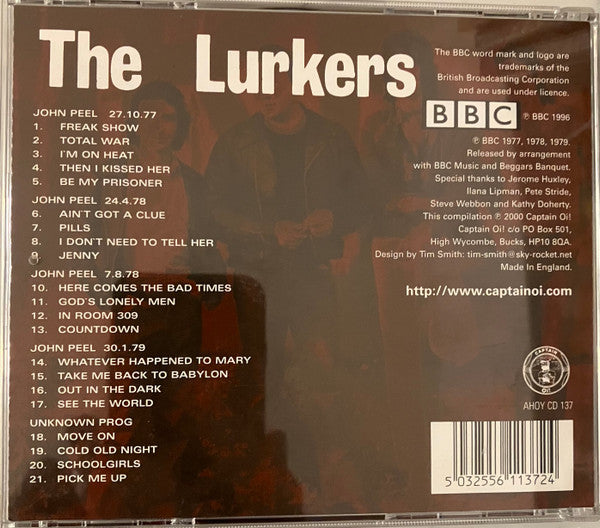 The Lurkers
JOHN PEEL 27.10.77
1. FREAK SHOW
2. TOTAL WAR
3. I'M ON HEAT
4. THEN I KISSED HER
5. BE MY PRISONER
JOHN PEEL 24.4.78
6. AIN'T GOT A CLUE
7. PILLS
8. I DON'T NEED TO TELL HER
9. JENNY
JOHN PEEL 7.8.78
10. HERE COMES THE BAD TIMES
11. GOD'S LONELY MEN
12. IN ROOM 309
13. COUNTDOWN
JOHN PEEL 30.1.79
14. WHATEVER HAPPENED TO MARY
15. TAKE ME BACK TO BABYLON
16. OUT IN THE DARK
17. SEE THE WORLD
UNKNOWN PROG
18. MOVE ON
19. COLD OLD NIGHT
20. SCHOOLGIRLS
21. PICK ME UP
The BBC word mark and logo are
trademarks of the
British Broadcasting Corporation
and are used under licence.
BBC ℗ BBC 1996
℗ BBC 1977, 1978, 1979.
Released by arrangement
with BBC Music and Beggars Banquet.
Special thanks to Jerome Huxley,
Ilana Lipman, Pete Stride,
Steve Webbon and Kathy Doherty.
This compilation ℗ 2000 Captain Oi!
Captain Oi! c/o PO Box 501,
High Wycombe, Bucks, HP10 8QA.
Design by Tim Smith: tim-smith@sky-rocket.net
Made in England.
http://www.captainoi.com
CAPTAIN
OI!
AHOY CD 137
5 032556 113724